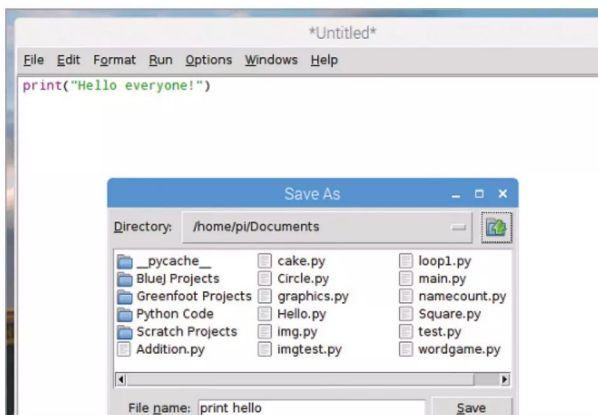 *Untitled*
File Edit Format Run Options Windows Help
print("Hello everyone!")
Save As
Directory: /home/pi/Documents
__pycache__ cake.py loop1.py
BlueJ Projects Circle.py main.py
Greenfoot Projects graphics.py namecount.py
Python Code Hello.py Square.py
Scratch Projects img.py test.py
Addition.py imgtest.py wordgame.py
File name: print hello Save